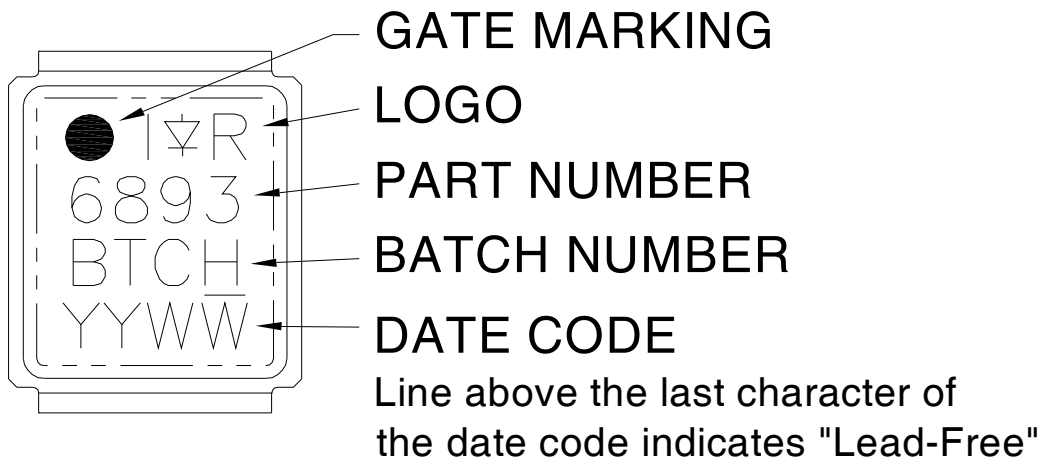 GATE MARKING
I R
LOGO
6893
PART NUMBER
BTCH
BATCH NUMBER
YYWW
DATE CODE
Line above the last character of
the date code indicates "Lead-Free"